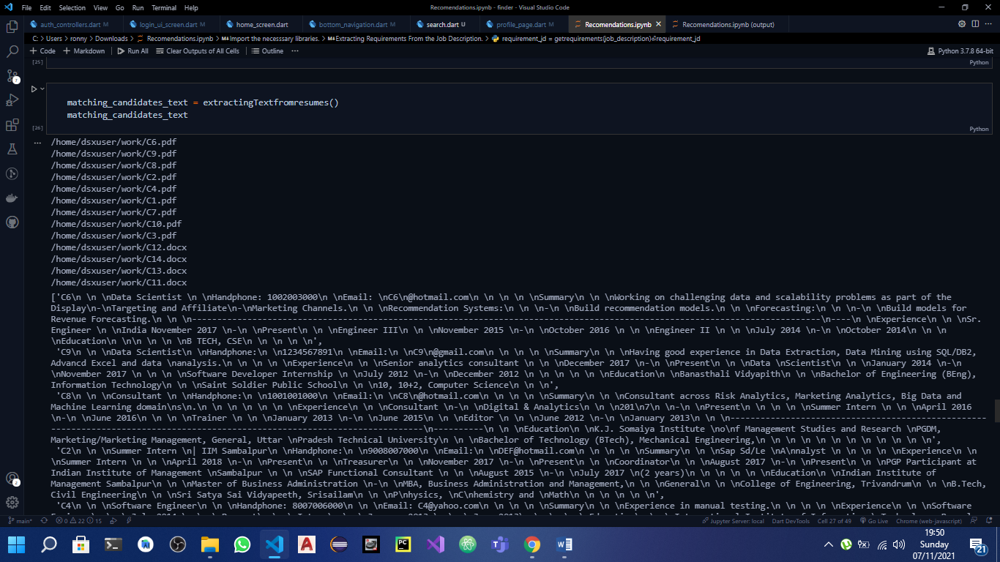 File Edit Selection View Go Run Terminal Help
Recomendations.ipynb - finder - Visual Studio Code
auth_controllers.dart M
login_ui_screen.dart M
home_screen.dart
bottom_navigation.dart M
search.dart U
profile_page.dart M
Recomendations.ipynb
Recomendations.ipynb (output)
C: > Users > ronny > Downloads > Recomendations.ipynb > M↓Import the necesssary libraries. > M↓Extracting Requirements From the Job Description. > requirement_jd = getrequirements(job_description)⏎requirement_jd
+ Code + Markdown Run All Clear Outputs of All Cells Outline ...
Python 3.7.8 64-bit
[25]
Python
matching_candidates_text = extractingTextfromresumes()
matching_candidates_text
[26]
Python
/home/dsxuser/work/C6.pdf
/home/dsxuser/work/C9.pdf
/home/dsxuser/work/C8.pdf
/home/dsxuser/work/C2.pdf
/home/dsxuser/work/C4.pdf
/home/dsxuser/work/C1.pdf
/home/dsxuser/work/C7.pdf
/home/dsxuser/work/C10.pdf
/home/dsxuser/work/C3.pdf
/home/dsxuser/work/C12.docx
/home/dsxuser/work/C14.docx
/home/dsxuser/work/C13.docx
/home/dsxuser/work/C11.docx
['C6\n \n \nData Scientist \n \nHandphone: 1002003000\n \nEmail: \nC6\n@hotmail.com\n \n \n \n \nSummary\n \n \nWorking on challenging data and scalability problems as part of the
Display\n-\nTargeting and Affiliate\n-\nMarketing Channels.\n \n \nRecommendation Systems:\n \n \n-\n \nBuild recommendation models.\n \n \nForecasting:\n \n \n-\n \nBuild models for
Revenue Forecasting.\n \n \n----------------------------------------------------------------------------------------------------------------------------\n----\n \nExperience\n \n \nSr.
Engineer \n \nIndia November 2017 \n-\n \nPresent\n \n \nEngineer III\n \n \nNovember 2015 \n-\n \nOctober 2016 \n \n \nEngineer II \n \n \nJuly 2014 \n-\n \nOctober 2014\n \n \n
\nEducation\n \n\n \n \n \nB TECH, CSE\n \n \n \n \n',
'C9\n \n \nData Scientist\n \nHandphone:\n \n1234567891\n \nEmail:\n \nC9\n@gmail.com\n \n \n \n \nSummary\n \n \nHaving good experience in Data Extraction, Data Mining using SQL/DB2,
Advancd Excel and data \nanalysis.\n \n \n \n \nExperience\n \n \nSenior analytics consultant \n \n \nDecember 2017 \n-\n \nPresent\n \n \nData \nScientist\n \n \nJanuary 2014 \n-\n
\nNovember 2017 \n \n \n \nSoftware Developer Internship \n \nJuly 2012 \n-\n \nDecember 2012 \n \n \n \n \n \nEducation\n \nBanasthali Vidyapith\n \n \nBachelor of Engineering (BEng),
Information Technology\n \n \nSaint Soldier Public School\n \n \n10, 10+2, Computer Science\n \n \n',
'C8\n \n \nConsultant \n \nHandphone:\n \n1001001000\n \nEmail:\n \nC8\n@hotmail.com\n \n \n \n \nSummary\n \n \nConsultant across Risk Analytics, Marketing Analytics, Big Data and
Machine Learning domain\ns\n.\n \n \n \n \n \nExperience\n \nConsultant \n-\n \nDigital & Analytics\n \n \n201\n7\n \n-\n \nPresent\n \n \n \n \nSummer Intern \n \n \nApril 2016
\n-\n \nJune 2016\n \n \nTrainer \n \n \nJanuary 2013 \n-\n \nJune 2015\n \n \nEditor \n \n \nJune 2012 \n-\n \nJanuary 2013\n \n \n---------------------------------------------------
--------------------------------------------------------------------------\n----------\n \n \nEducation\n \nK.J. Somaiya Institute \no\nf Management Studies and Research \nPGDM,
Marketing/Marketing Management, General, Uttar \nPradesh Technical University\n \n \nBachelor of Technology (BTech), Mechanical Engineering,\n \n \n \n \n \n \n \n \n \n',
'C2\n \n \nSummer Intern \n| IIM Sambalpur\n \nHandphone:\n \n9008007000\n \nEmail:\n \nDEF@hotmail.com\n \n \n \n \nSummary\n \n \nSap Sd/Le \nA\nnalyst \n \n \n \nExperience\n \n
\nSummer Intern \n \n \n \nApril 2018 \n-\n \nPresent\n \n \nTreasurer\n \n \nNovember 2017 \n-\n \nPresent\n \n \nCoordinator\n \n \nAugust 2017 \n-\n \nPresent\n \n \nPGP Participant at
Indian Institute of Management \nSambalpur \n \n \nSAP Functional Consultant \n \n \nAugust 2015 \n-\n \nJuly 2017 \n(2 years)\n \n \n \n \nEducation\n \nIndian Institute of
Management Sambalpur\n \n \nMaster of Business Administration \n-\n \nMBA, Business Administration and Management,\n \n \nGeneral\n \n \nCollege of Engineering, Trivandrum\n \n \nB.Tech,
Civil Engineering\n \n \nSri Satya Sai Vidyapeeth, Srisailam\n \n \nP\nhysics, \nC\nhemistry and \nMath\n \n \n \n \n \n',
'C4\n \n \nSoftware Engineer\n \n \nHandphone: 8007006000\n \n \nEmail: C4@yahoo.com\n \n \n \n \nSummary\n \n \nExperience in manual testing.\n \n \n \n \nExperience\n \n \nSoftware
main* 0 22 15
Jupyter Server: local Dart DevTools Cell 27 of 49 Go Live Chrome (web-javascript)
19:50
Sunday
07/11/2021
21